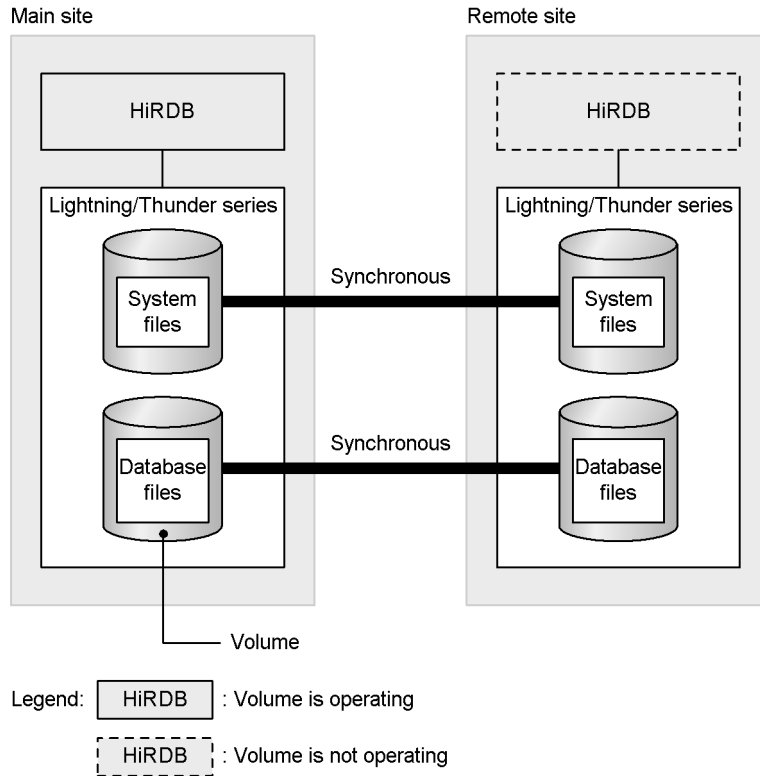 Main site
Remote site
HiRDB
HiRDB
Lightning/Thunder series
Lightning/Thunder series
System
files
Synchronous
System
files
Database
files
Synchronous
Database
files
Volume
Legend: HiRDB : Volume is operating
HiRDB : Volume is not operating